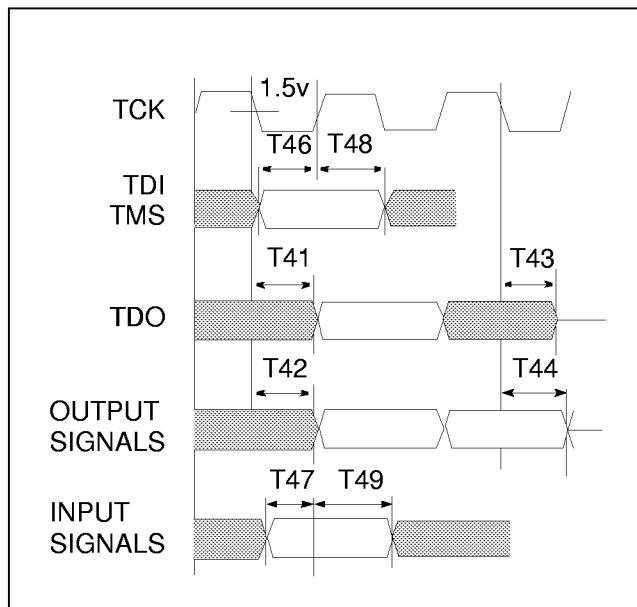 1.5v
TCK
T46 T48
TDI
TMS
T41 T43
TDO
T42 T44
OUTPUT
SIGNALS
T47 T49
INPUT
SIGNALS